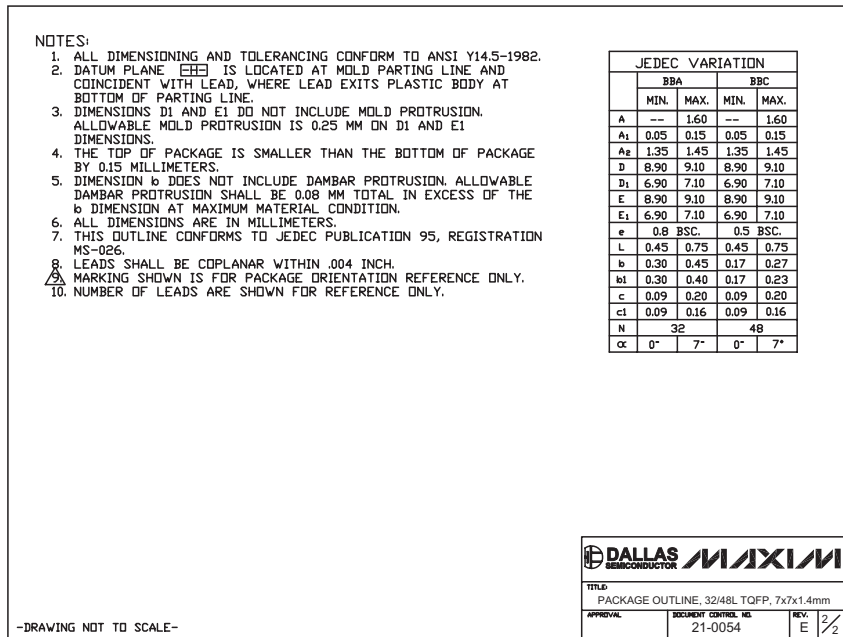 NOTES:
1. ALL DIMENSIONING AND TOLERANCING CONFORM TO ANSI Y14.5-1982.
2. DATUM PLANE -H- IS LOCATED AT MOLD PARTING LINE AND
COINCIDENT WITH LEAD, WHERE LEAD EXITS PLASTIC BODY AT
BOTTOM OF PARTING LINE.
3. DIMENSIONS D1 AND E1 DO NOT INCLUDE MOLD PROTRUSION.
ALLOWABLE MOLD PROTRUSION IS 0.25 MM ON D1 AND E1
DIMENSIONS.
4. THE TOP OF PACKAGE IS SMALLER THAN THE BOTTOM OF PACKAGE
BY 0.15 MILLIMETERS.
5. DIMENSION b DOES NOT INCLUDE DAMBAR PROTRUSION. ALLOWABLE
DAMBAR PROTRUSION SHALL BE 0.08 MM TOTAL IN EXCESS OF THE
b DIMENSION AT MAXIMUM MATERIAL CONDITION.
6. ALL DIMENSIONS ARE IN MILLIMETERS.
7. THIS OUTLINE CONFORMS TO JEDEC PUBLICATION 95, REGISTRATION
MS-026.
8. LEADS SHALL BE COPLANAR WITHIN .004 INCH.
9. MARKING SHOWN IS FOR PACKAGE ORIENTATION REFERENCE ONLY.
10. NUMBER OF LEADS ARE SHOWN FOR REFERENCE ONLY.
JEDEC VARIATION
BBA BBC
MIN. MAX. MIN. MAX.
A -- 1.60 -- 1.60
A1 0.05 0.15 0.05 0.15
A2 1.35 1.45 1.35 1.45
D 8.90 9.10 8.90 9.10
D1 6.90 7.10 6.90 7.10
E 8.90 9.10 8.90 9.10
E1 6.90 7.10 6.90 7.10
e 0.8 BSC. 0.5 BSC.
L 0.45 0.75 0.45 0.75
b 0.30 0.45 0.17 0.27
b1 0.30 0.40 0.17 0.23
c 0.09 0.20 0.09 0.20
c1 0.09 0.16 0.09 0.16
N 32 48
α 0° 7° 0° 7°
DALLAS SEMICONDUCTOR MAXIM
TITLE:
PACKAGE OUTLINE, 32/48L TQFP, 7x7x1.4mm
APPROVAL DOCUMENT CONTROL NO. REV.
21-0054 E 2/2
-DRAWING NOT TO SCALE-